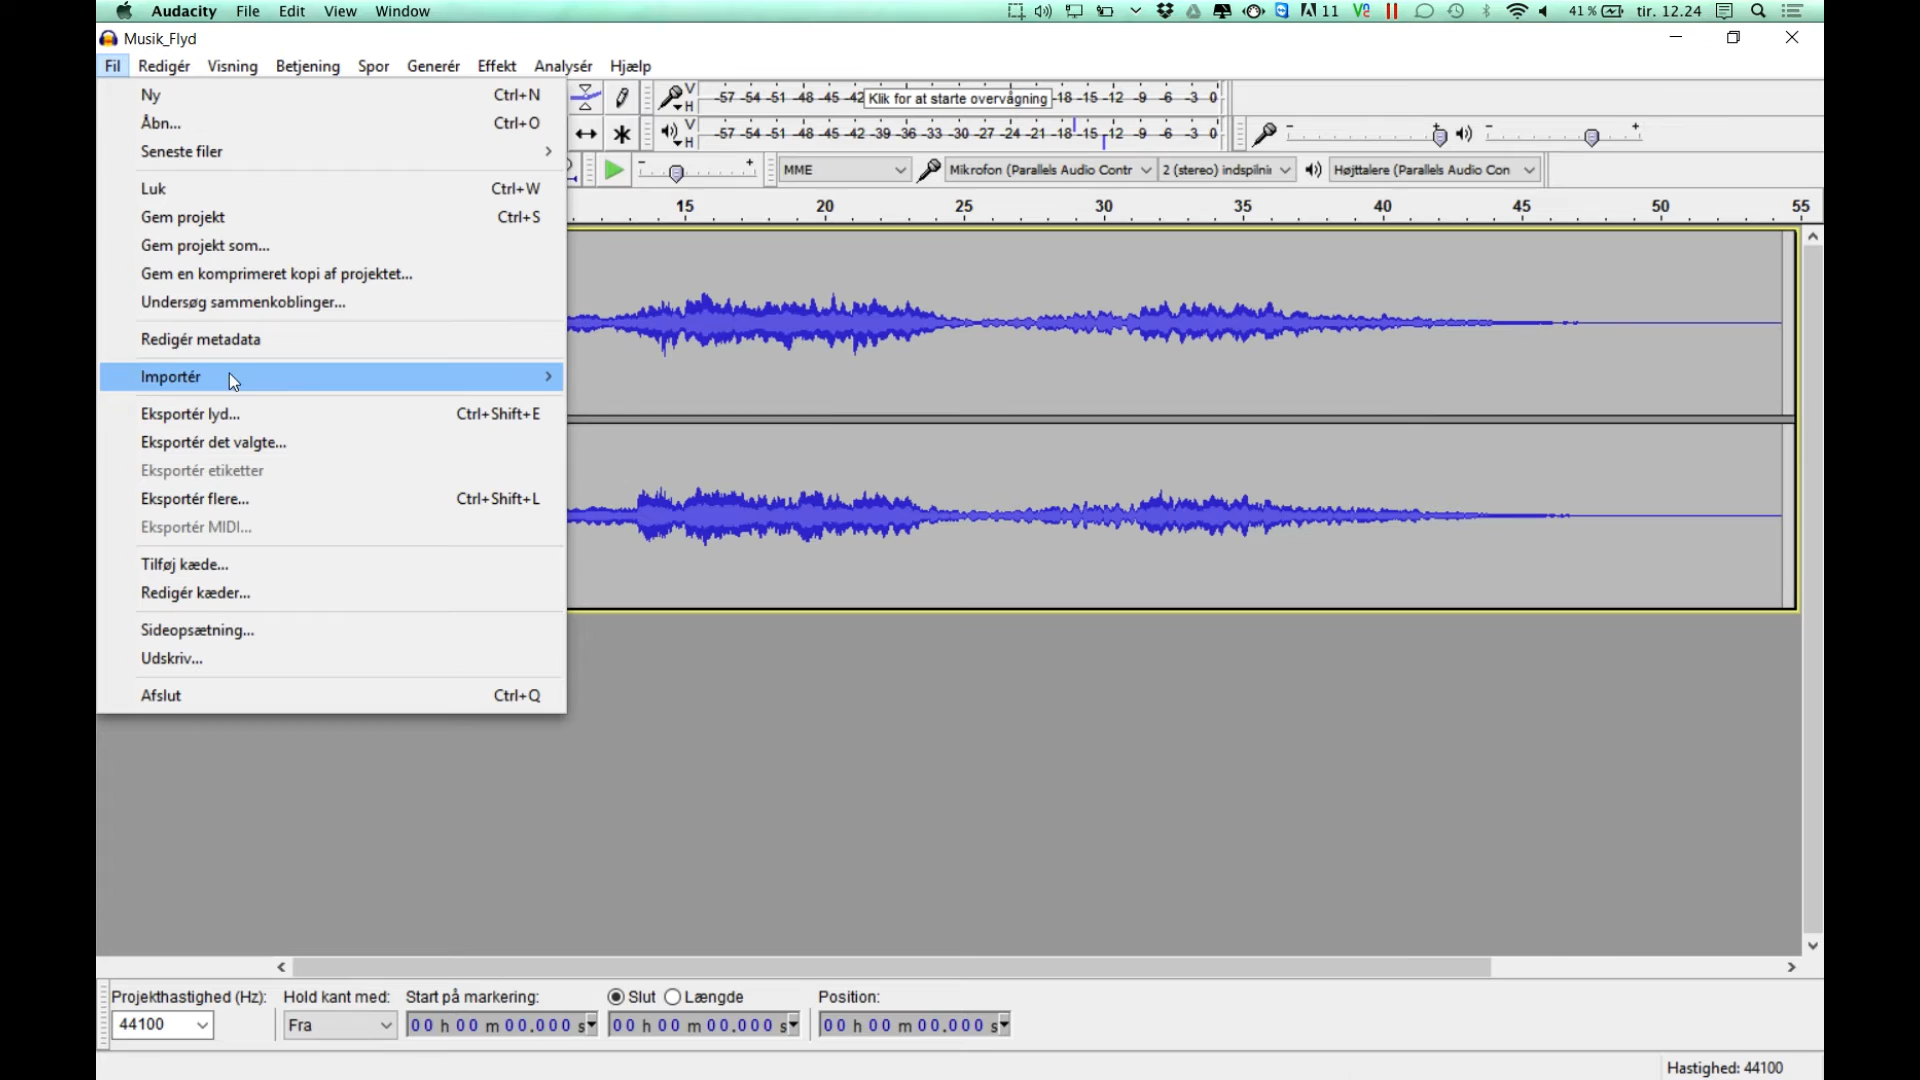 Audacity File Edit View Window 11 41% tir. 12.24
Musik_Flyd
Fil Redigér Visning Betjening Spor Generér Effekt Analysér Hjælp
Ny Ctrl+N
Åbn... Ctrl+O
Seneste filer
Luk Ctrl+W
Gem projekt Ctrl+S
Gem projekt som...
Gem en komprimeret kopi af projektet...
Undersøg sammenkoblinger...
Redigér metadata
Importér
Eksportér lyd... Ctrl+Shift+E
Eksportér det valgte...
Eksportér etiketter
Eksportér flere... Ctrl+Shift+L
Eksportér MIDI...
Tilføj kæde...
Redigér kæder...
Sideopsætning...
Udskriv...
Afslut Ctrl+Q
V
H
-57 -54 -51 -48 -45 -42 Klik for at starte overvågning -18 -15 -12 -9 -6 -3 0
V
H
-57 -54 -51 -48 -45 -42 -39 -36 -33 -30 -27 -24 -21 -18 -15 -12 -9 -6 -3 0
MME Mikrofon (Parallels Audio Contr 2 (stereo) indspilni Højttalere (Parallels Audio Con
15 20 25 30 35 40 45 50 55
Projekthastighed (Hz): Hold kant med: Start på markering: Slut Længde Position:
44100 Fra 00 h 00 m 00.000 s 00 h 00 m 00.000 s 00 h 00 m 00.000 s
Hastighed: 44100